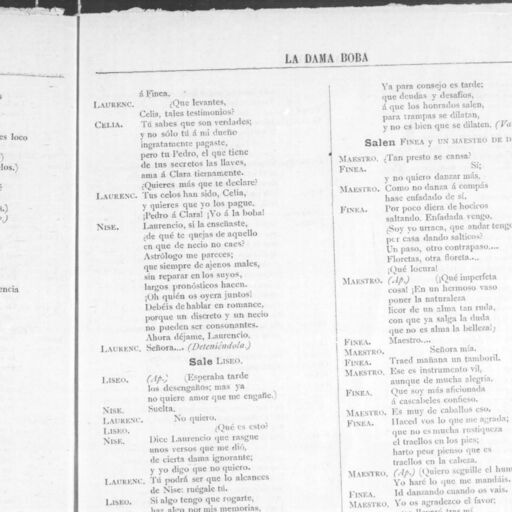 es loco
los.)
encia
LA DAMA BOBA
á Finea.
LAURENC. ¿Que levantes,
Celia, tales testimonios?
CELIA. Tú sabes que son verdades;
y no sólo tú á mi dueño
ingratamente pagaste,
pero tu Pedro, el que tiene
de tus secretos las llaves,
ama á Clara tiernamente.
¿Quieres más que te declare?
LAURENC. Tus celos han sido, Celia,
y quieres que yo los pague.
¡Pedro á Clara! ¡Yo á la boba!
NISE. Laurencio, si la enseñaste,
¿de qué te quejas de aquello
en que de necio no caes?
Astrólogo me pareces;
que siempre de ajenos males,
sin reparar en los suyos,
largos pronósticos hacen.
¡Oh quién os oyera juntos!
Debéis de hablar en romance,
porque un discreto y un necio
no pueden ser consonantes.
Ahora déjame, Laurencio.
LAURENC. Señora.... (Deteniéndola.)
Sale LISEO.
LISEO. (Ap.) (Esperaba tarde
los desengaños; mas ya
no quiere amor que me engañe.)
NISE. Suelta.
LAURENC. No quiero.
LISEO. ¿Qué es esto?
NISE. Dice Laurencio que rasgue
unos versos que me dió,
de cierta dama ignorante;
y yo digo que no quiero.
LAURENC. Tú podrá ser que lo alcances
de Nise: ruégale tú.
LISEO. Si algo tengo que rogarte,
haz algo por mis memorias,
Ya para consejo es tarde;
que deudas y desafíos,
á que los honrados salen,
para trampas se dilatan,
y no es bien que se dilaten. (Va
Salen FINEA y UN MAESTRO DE D
MAESTRO. ¿Tan presto se cansa?
FINEA. Sí;
y no quiero danzar más.
MAESTRO. Como no danza á compás
hase enfadado de sí.
FINEA. Por poco diera de hocicos
saltando. Enfadada vengo.
¿Soy yo urraca, que andar tengo
por casa dando salticos?
Un paso, otro contrapaso....
Floretas, otra floreta...
¡Qué locura!
MAESTRO. (Ap.) (¡Qué imperfeta
cosa! ¡En un hermoso vaso
poner la naturaleza
licor de un alma tan ruda,
con que ya salga la duda
que no es alma la belleza!)
FINEA. Maestro....
MAESTRO. Señora mía.
FINEA. Traed mañana un tamboril.
MAESTRO. Ese es instrumento vil,
aunque de mucha alegría.
FINEA. Que soy más aficionada
á cascabeles confieso.
MAESTRO. Es muy de caballos eso.
FINEA. Haced vos lo que me agrada;
que no es mucha rustiqueza
el traellos en los pies;
harto peor pienso que es
traellos en la cabeza.
MAESTRO. (Ap.) (Quiero seguille el hum
Yo haré lo que me mandáis.
FINEA. Id danzando cuando os vais.
MAESTRO. Yo os agradezco el favor;